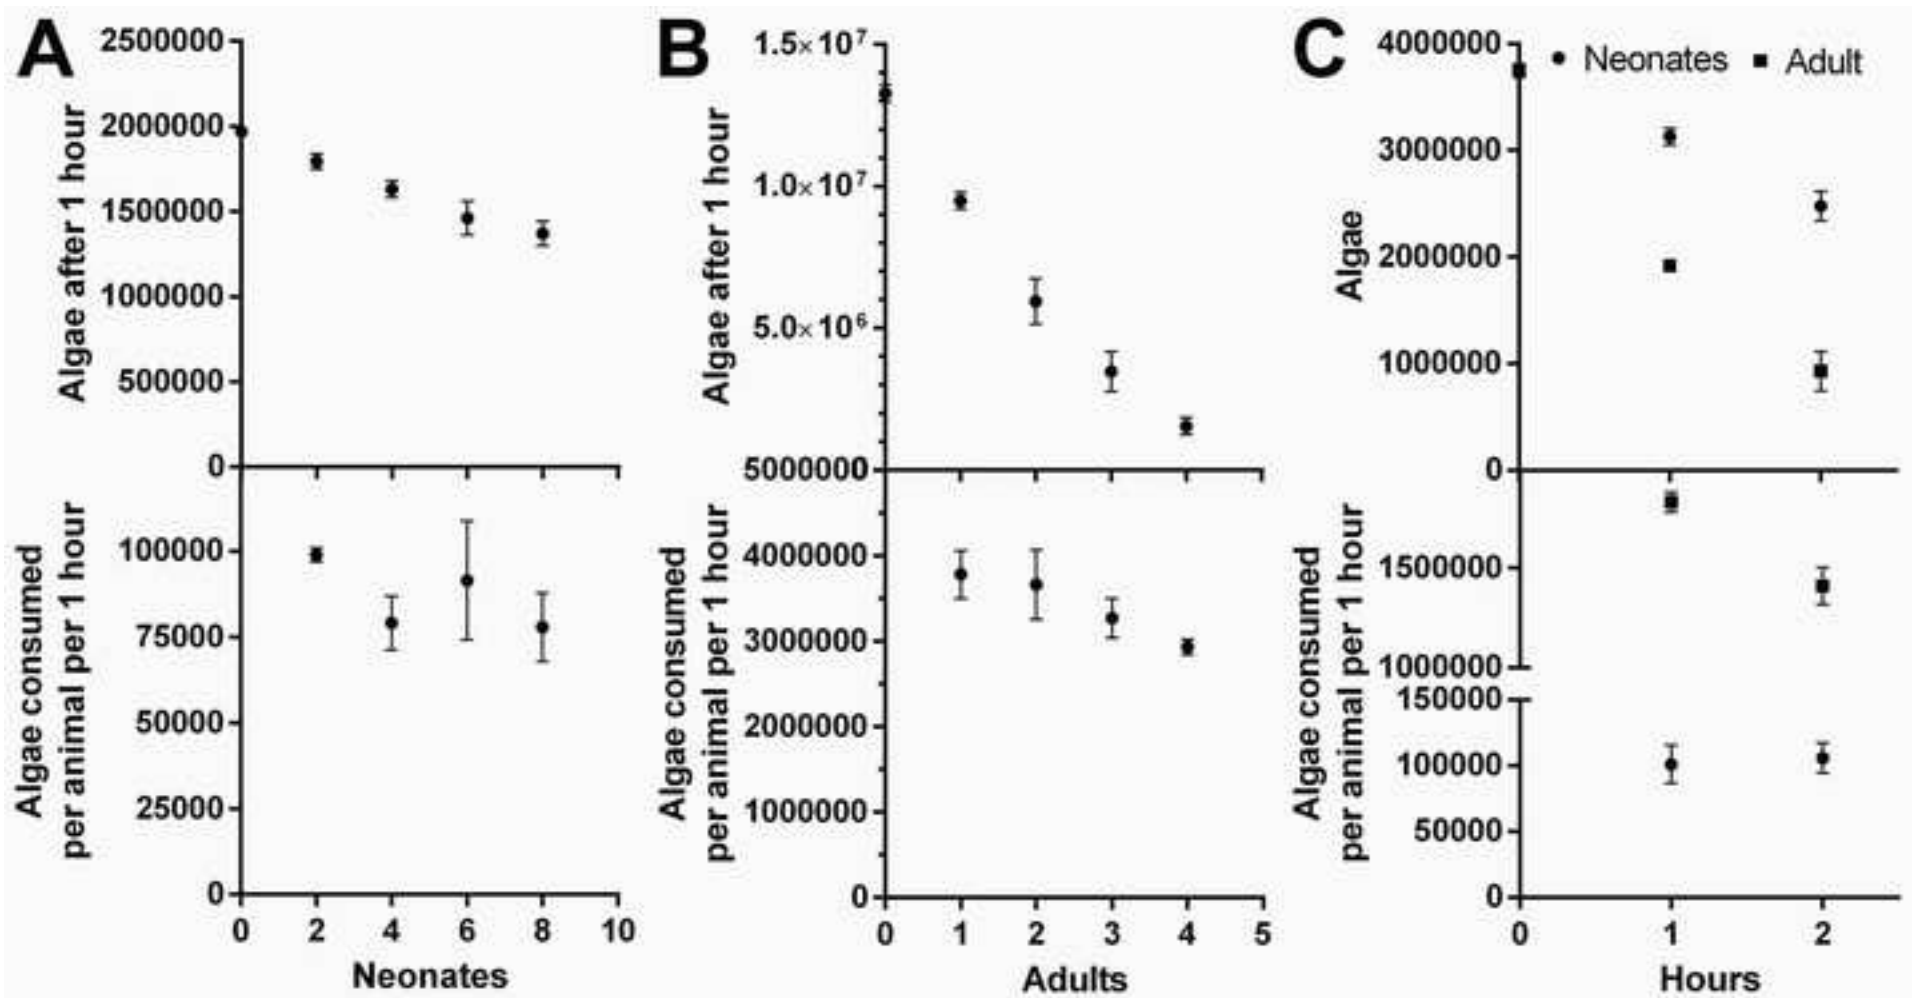 A
2500000
2000000
1500000
1000000
500000
0
Algae after 1 hour
100000
75000
50000
25000
0
Algae consumed
per animal per 1 hour
0 2 4 6 8 10
Neonates
B
1.5×10⁷
1.0×10⁷
5.0×10⁶
5000000
Algae after 1 hour
4000000
3000000
2000000
1000000
0
Algae consumed
per animal per 1 hour
0 1 2 3 4 5
Adults
C
Neonates Adult
4000000
3000000
2000000
1000000
0
Algae
1500000
1000000
150000
100000
50000
0
Algae consumed
per animal per 1 hour
0 1 2
Hours